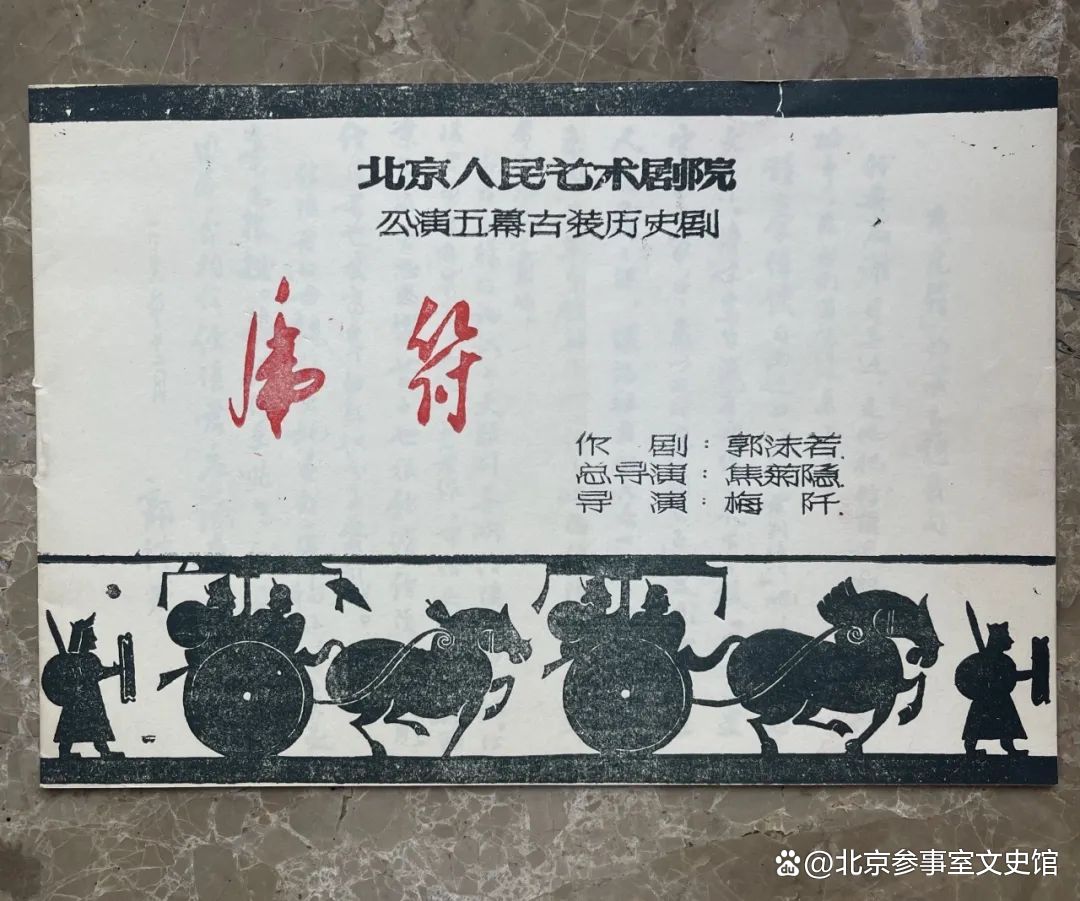 北京人民艺术剧院
公演五幕古装历史剧
虎符
作 剧：郭沫若
总导演：焦菊隐
导 演：梅 阡
du
@北京参事室文史馆